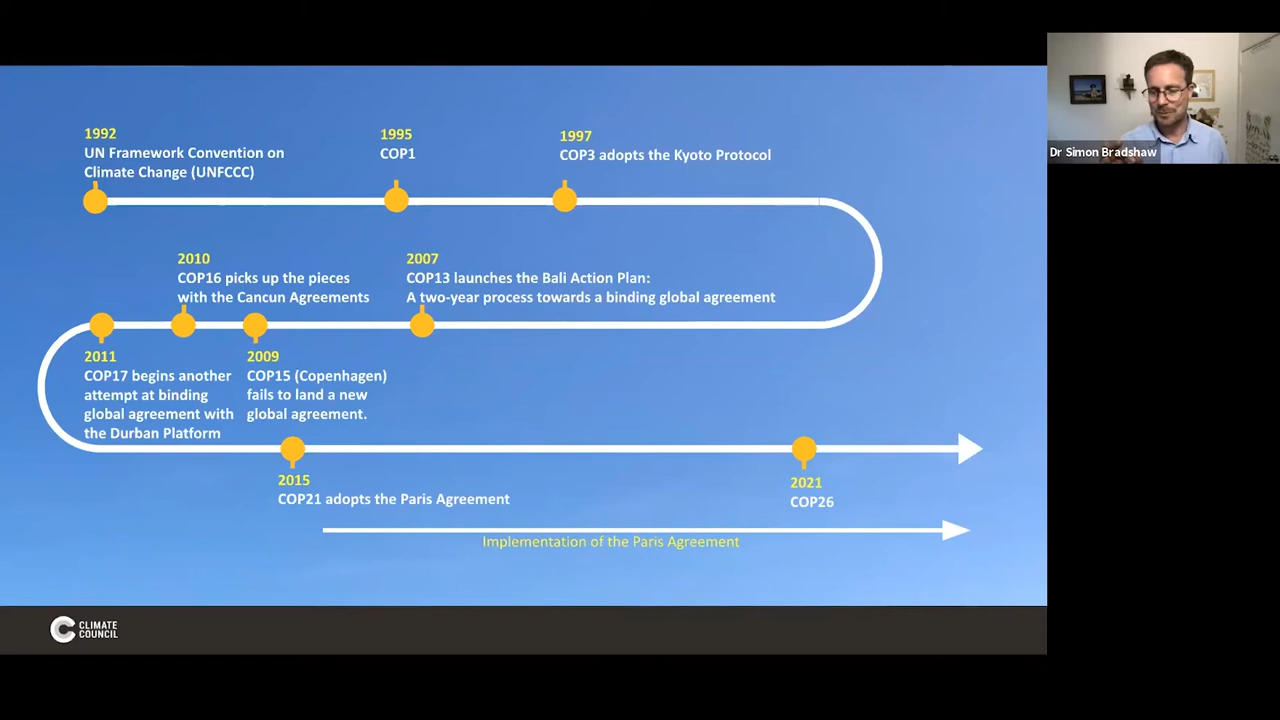 1992
UN Framework Convention on
Climate Change (UNFCCC)
1995
COP1
1997
COP3 adopts the Kyoto Protocol
2010
COP16 picks up the pieces
with the Cancun Agreements
2007
COP13 launches the Bali Action Plan:
A two-year process towards a binding global agreement
2011
COP17 begins another
attempt at binding
global agreement with
the Durban Platform
2009
COP15 (Copenhagen)
fails to land a new
global agreement.
2015
COP21 adopts the Paris Agreement
2021
COP26
Implementation of the Paris Agreement
CLIMATE
COUNCIL
Dr Simon Bradshaw